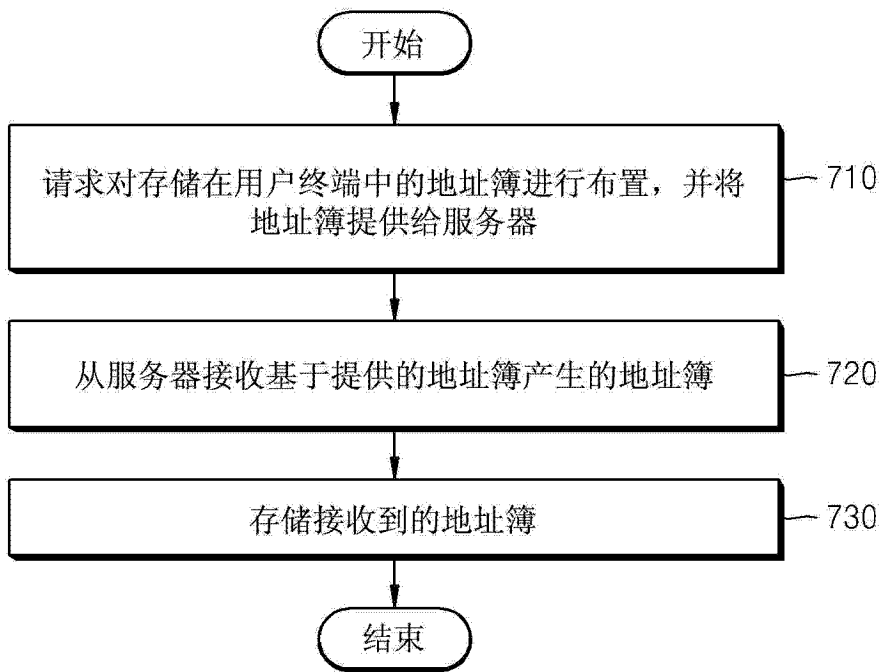 开始
请求对存储在用户终端中的地址簿进行布置，并将
地址簿提供给服务器
710
从服务器接收基于提供的地址簿产生的地址簿
720
存储接收到的地址簿
730
结束